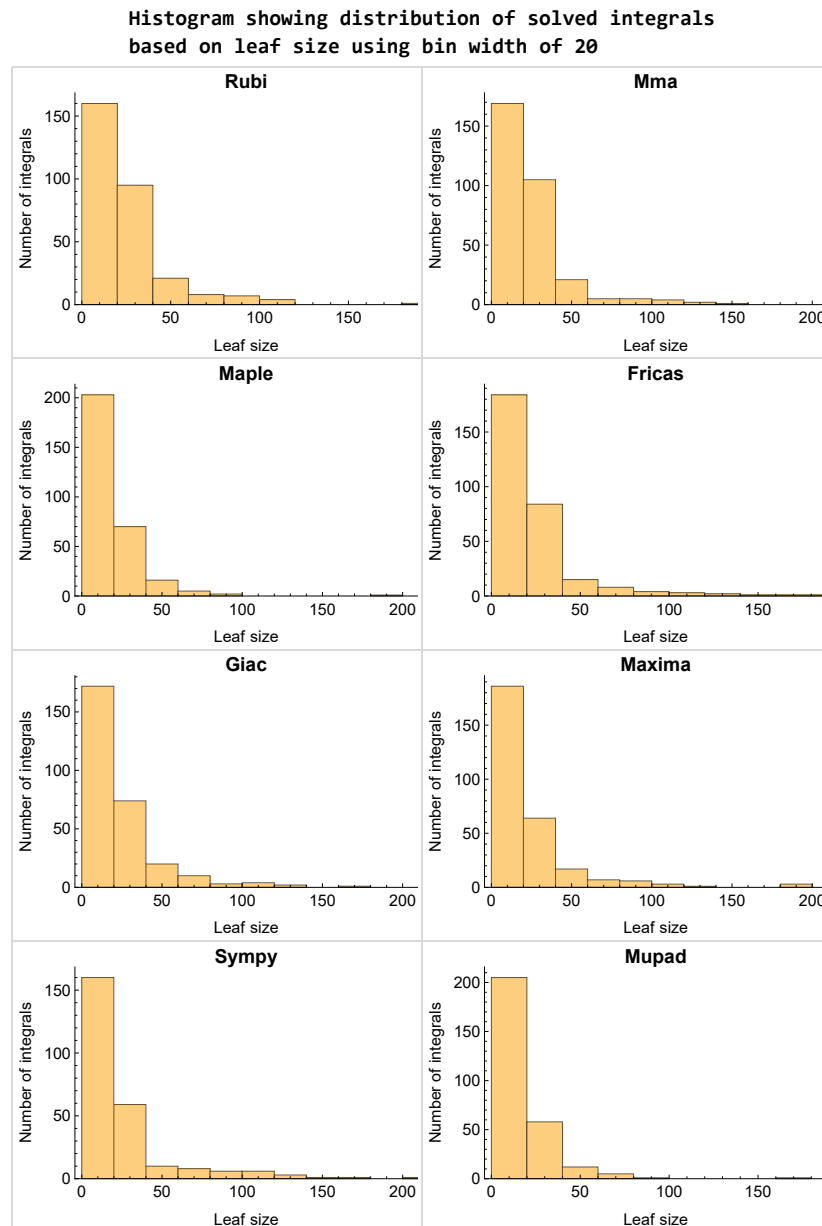 Histogram showing distribution of solved integrals
based on leaf size using bin width of 20
Rubi
Number of integrals
150
100
50
0
0 50 100 150
Leaf size
Mma
Number of integrals
150
100
50
0
0 50 100 150 200
Leaf size
Maple
Number of integrals
200
150
100
50
0
0 50 100 150 200
Leaf size
Fricas
Number of integrals
150
100
50
0
0 50 100 150
Leaf size
Giac
Number of integrals
150
100
50
0
0 50 100 150 200
Leaf size
Maxima
Number of integrals
150
100
50
0
0 50 100 150 200
Leaf size
Sympy
Number of integrals
150
100
50
0
0 50 100 150 200
Leaf size
Mupad
Number of integrals
200
150
100
50
0
0 50 100 150
Leaf size